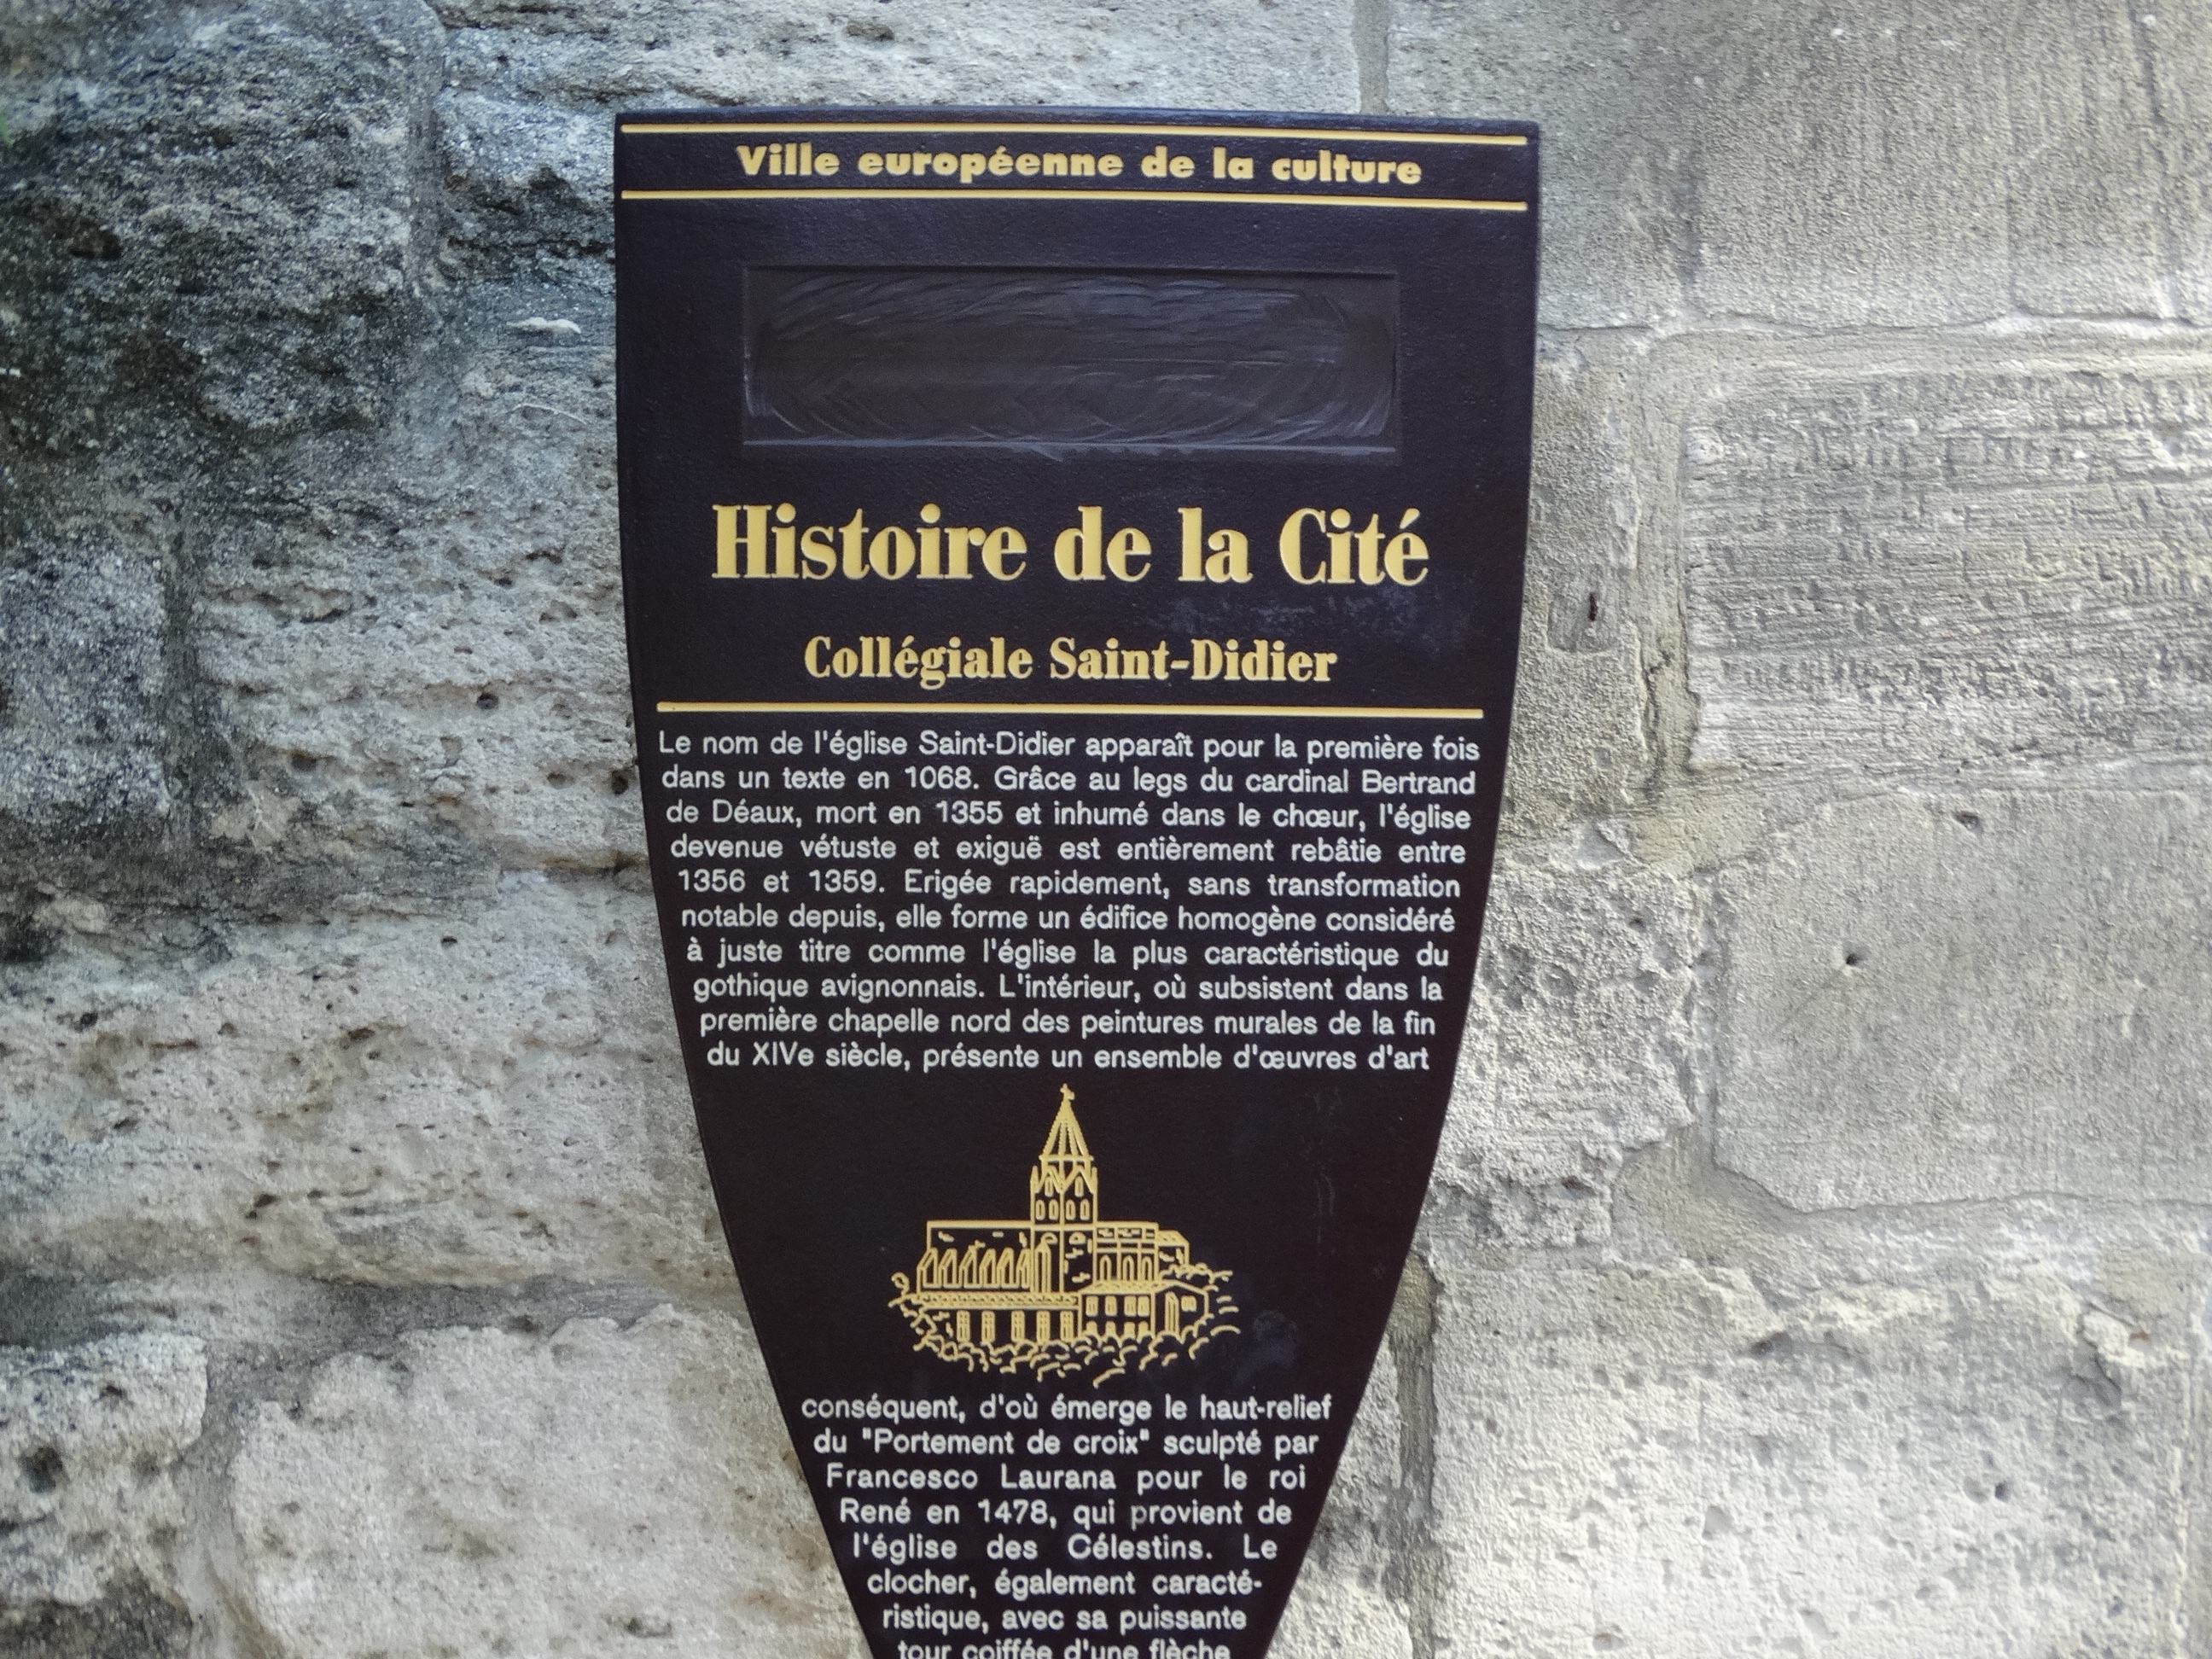 Ville européenne de la culture
Histoire de la Cité
Collégiale Saint-Didier
Le nom de l'église Saint-Didier apparaît pour la première fois
dans un texte en 1068. Grâce au legs du cardinal Bertrand
de Déaux, mort en 1355 et inhumé dans le chœur, l'église
devenue vétuste et exiguë est entièrement rebâtie entre
1356 et 1359. Erigée rapidement, sans transformation
notable depuis, elle forme un édifice homogène considéré
à juste titre comme l'église la plus caractéristique du
gothique avignonnais. L'intérieur, où subsistent dans la
première chapelle nord des peintures murales de la fin
du XIVe siècle, présente un ensemble d'œuvres d'art
conséquent, d'où émerge le haut-relief
du "Portement de croix" sculpté par
Francesco Laurana pour le roi
René en 1478, qui provient de
l'église des Célestins. Le
clocher, également caracté-
ristique, avec sa puissante
tour coiffée d'une flèche